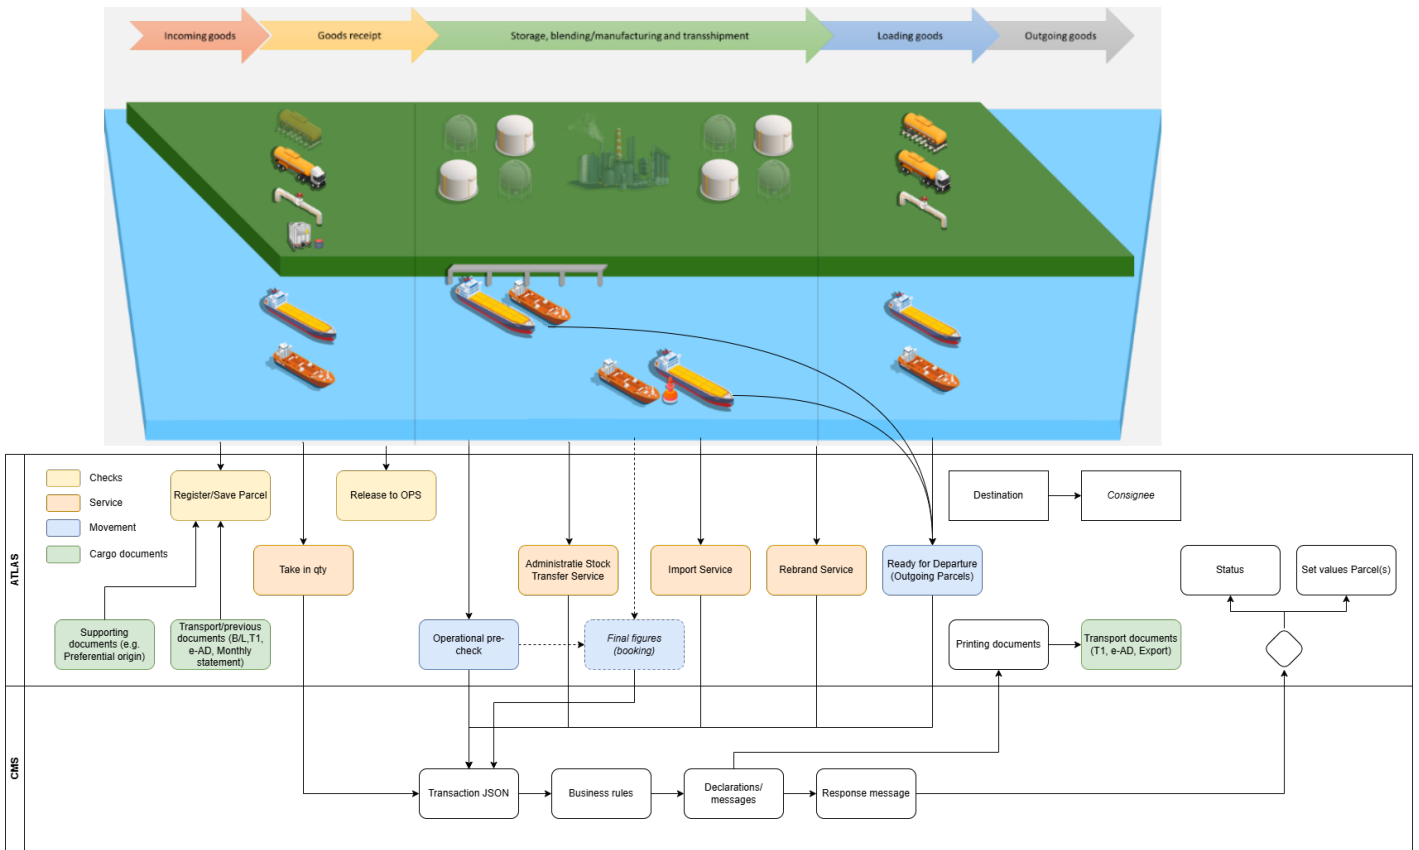 Incoming goods
Goods receipt
Storage, blending/manufacturing and transshipment
Loading goods
Outgoing goods
ATLAS
Checks
Service
Movement
Cargo documents
Register/Save Parcel
Release to OPS
Destination
Consignee
Take in qty
Administratie Stock
Transfer Service
Import Service
Rebrand Service
Ready for Departure
(Outgoing Parcels)
Status
Set values Parcel(s)
Supporting
documents (e.g.
Preferential origin)
Transport/previous
documents (B/L,T1,
e-AD, Monthly
statement)
Operational pre-
check
Final figures
(booking)
Printing documents
Transport documents
(T1, e-AD, Export)
CMS
Transaction JSON
Business rules
Declarations/
messages
Response message